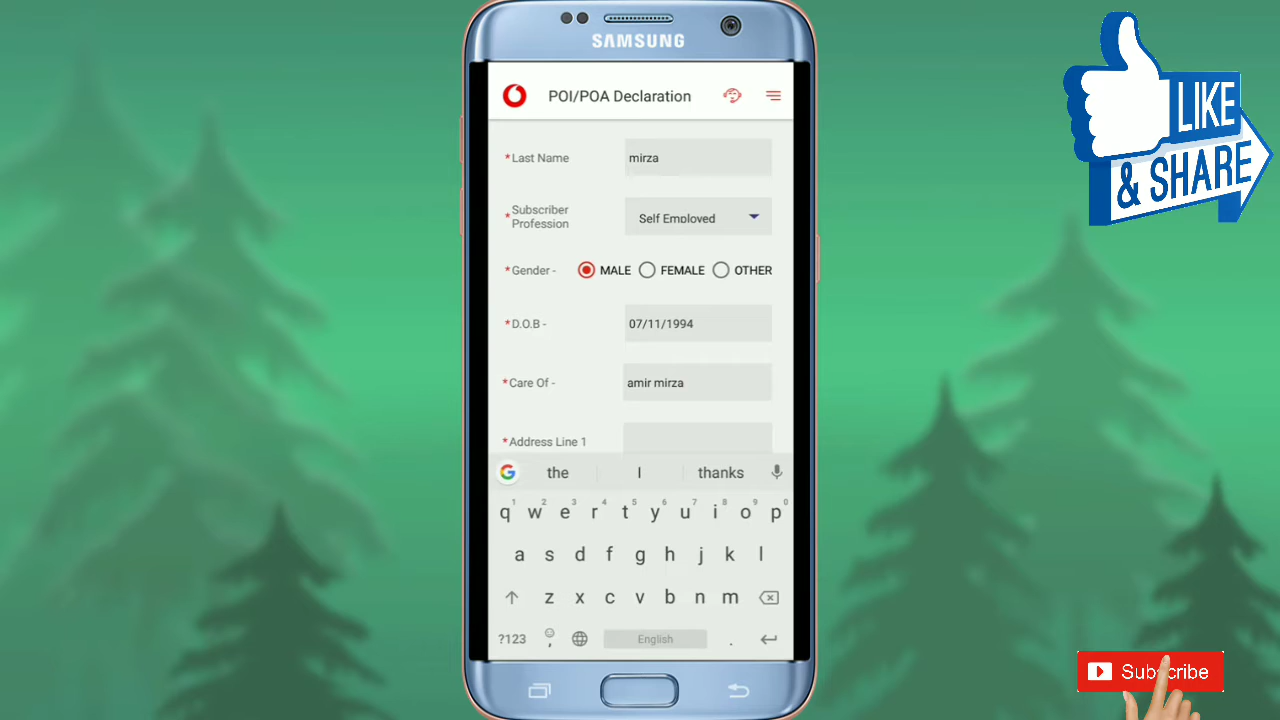 SAMSUNG
POI/POA Declaration
*Last Name
mirza
*Subscriber
Profession
Self Employed
*Gender -
MALE
FEMALE
OTHER
*D.O.B -
07/11/1994
*Care Of -
amir mirza
*Address Line 1
G
the
I
thanks
1 2 3 4 5 6 7 8 9 0
q w e r t y u i o p
a s d f g h j k l
z x c v b n m
?123
,
English
.
LIKE
& SHARE
Subscribe